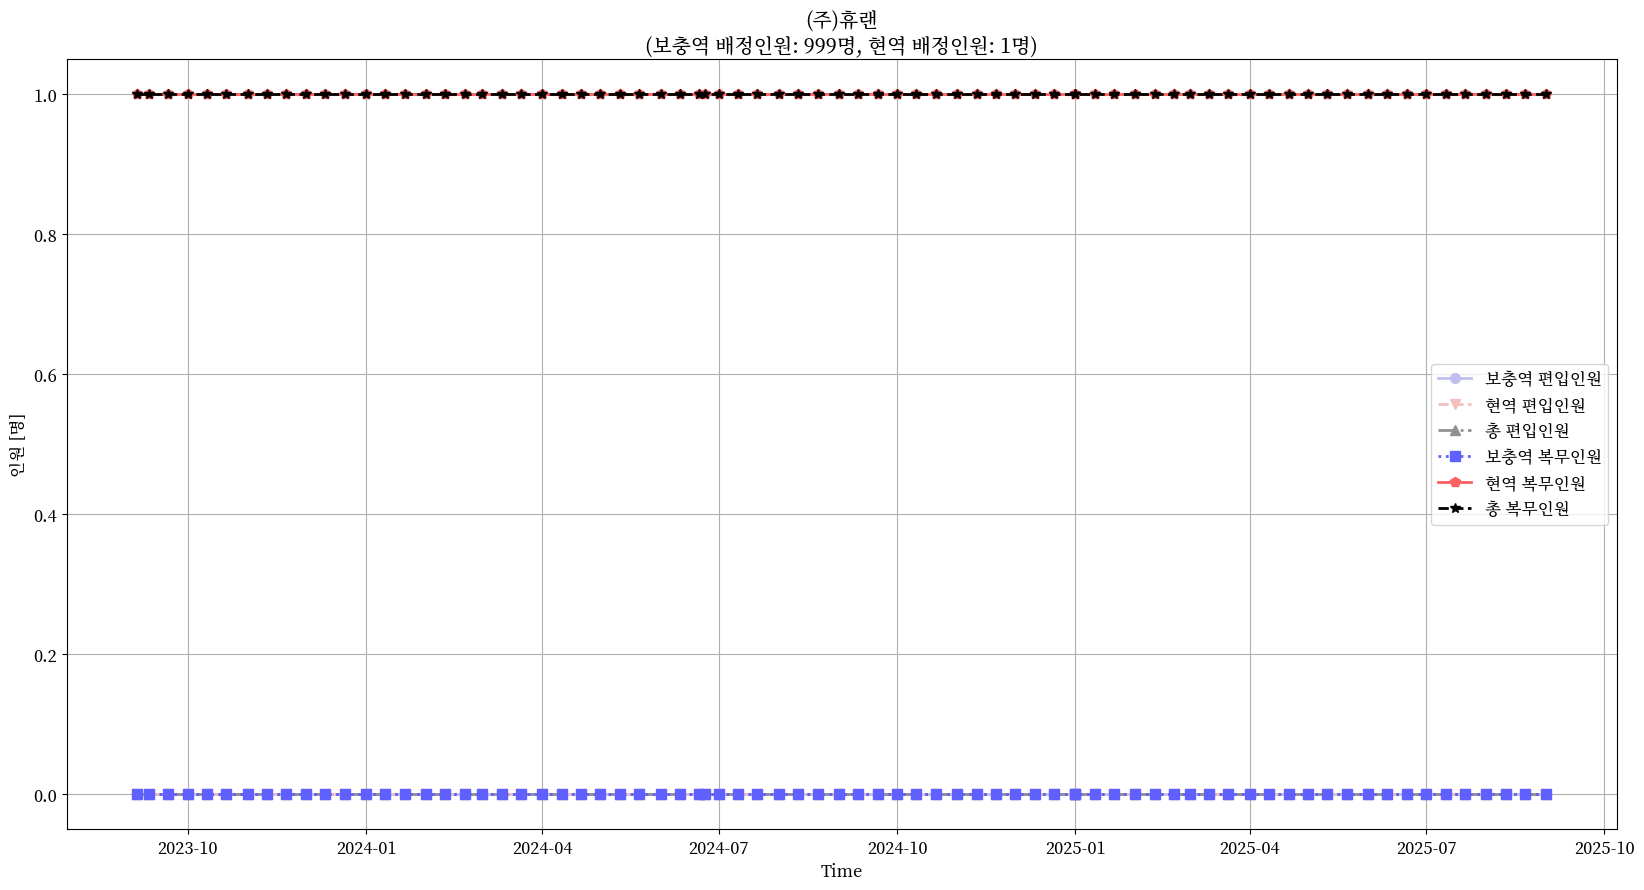 (주)휴랜
(보충역 배정인원: 999명, 현역 배정인원: 1명)
인원 [명]
1.0
0.8
0.6
0.4
0.2
0.0
보충역 편입인원
현역 편입인원
총 편입인원
보충역 복무인원
현역 복무인원
총 복무인원
2023-10
2024-01
2024-04
2024-07
2024-10
2025-01
2025-04
2025-07
2025-10
Time